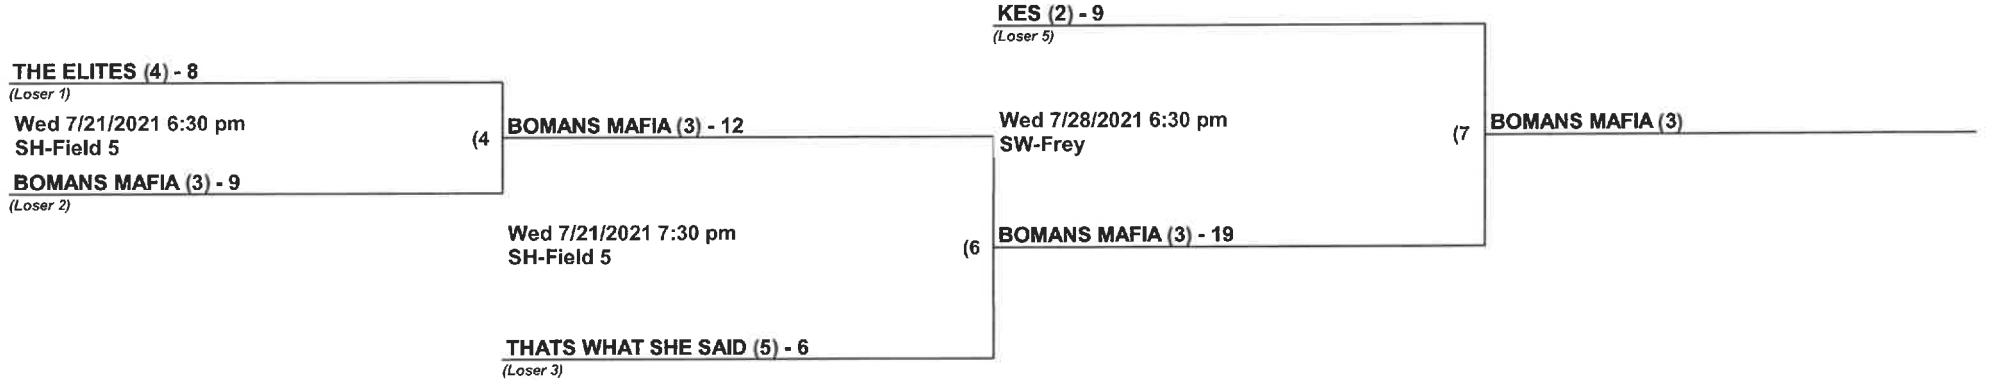 KES (2) - 9
(Loser 5)
THE ELITES (4) - 8
(Loser 1)
Wed 7/21/2021 6:30 pm
SH-Field 5
(4
BOMANS MAFIA (3) - 9
(Loser 2)
BOMANS MAFIA (3) - 12
Wed 7/21/2021 7:30 pm
SH-Field 5
(6
THATS WHAT SHE SAID (5) - 6
(Loser 3)
Wed 7/28/2021 6:30 pm
SW-Frey
(7
BOMANS MAFIA (3) - 19
BOMANS MAFIA (3)